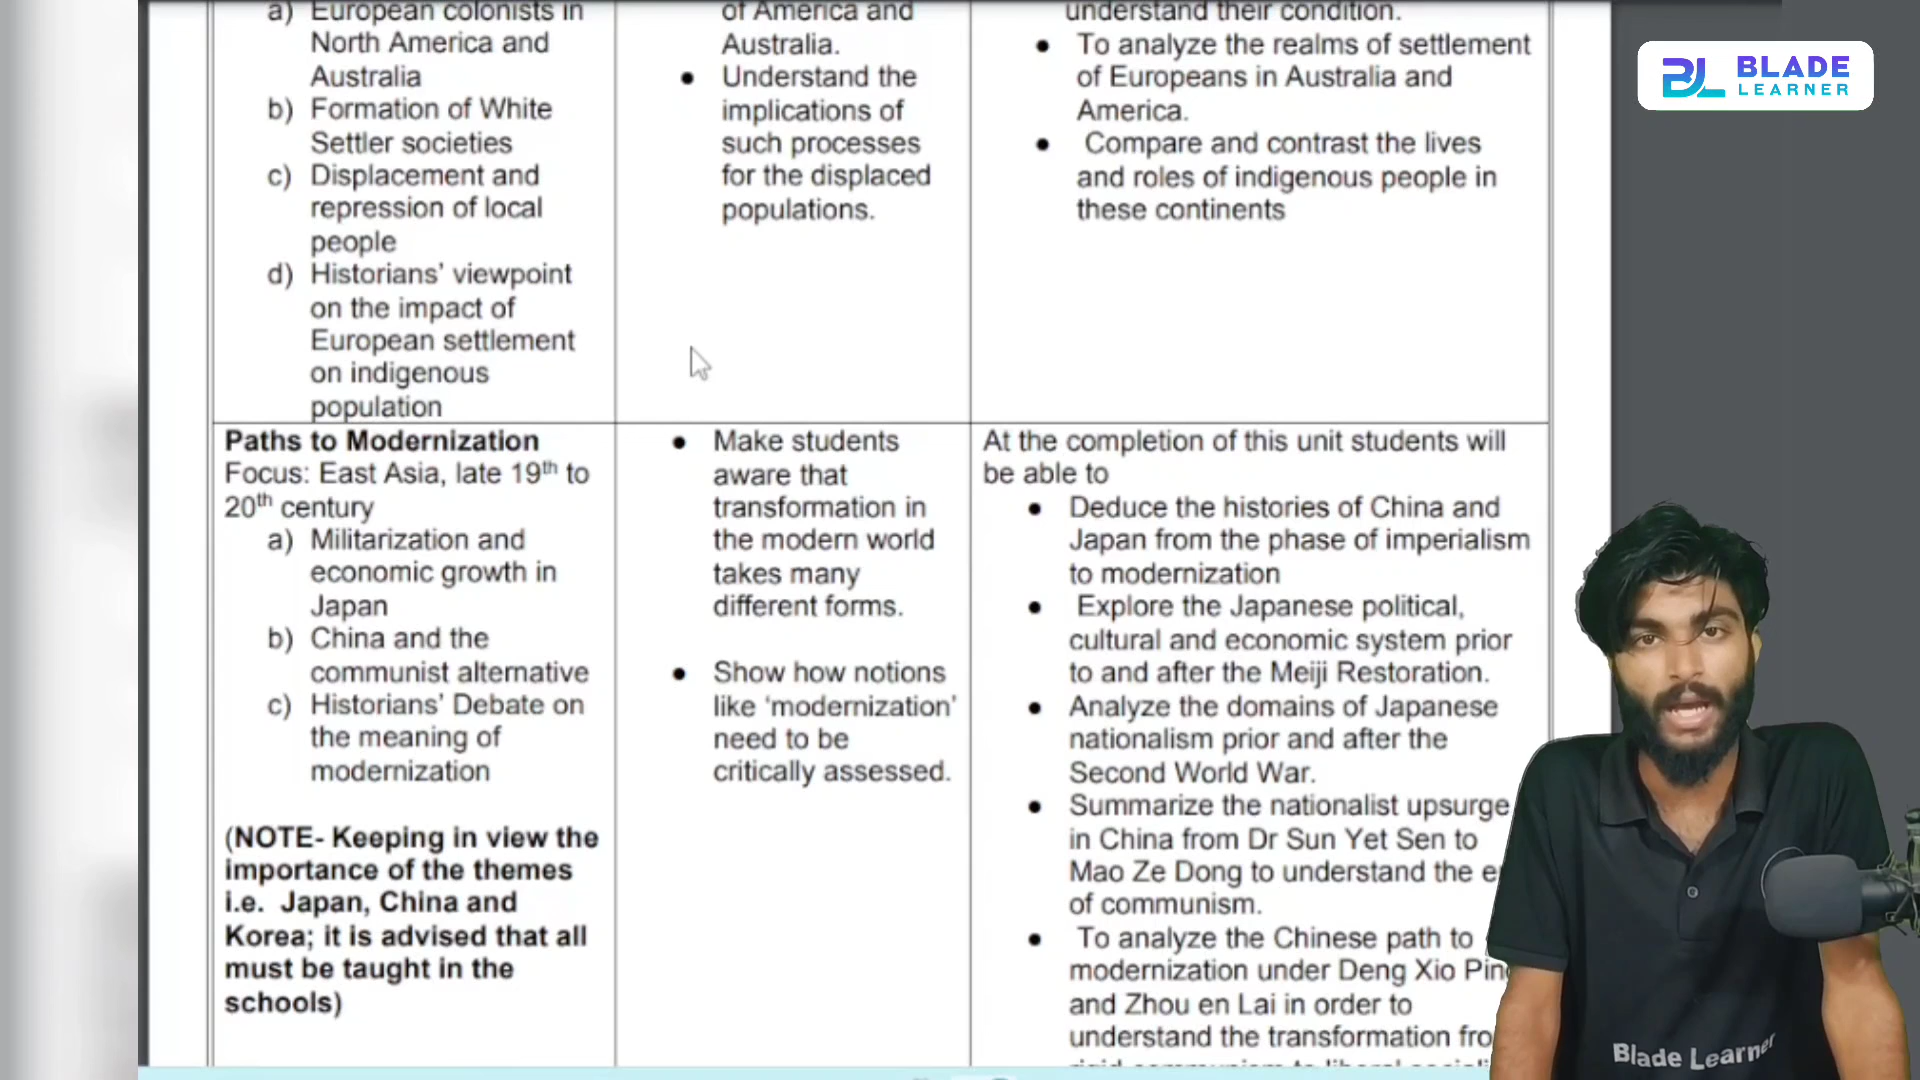 a) European colonists in
North America and
Australia
b) Formation of White
Settler societies
c) Displacement and
repression of local
people
d) Historians' viewpoint
on the impact of
European settlement
on indigenous
population
of America and
Australia.
● Understand the
implications of
such processes
for the displaced
populations.
understand their condition.
● To analyze the realms of settlement
of Europeans in Australia and
America.
● Compare and contrast the lives
and roles of indigenous people in
these continents
Paths to Modernization
Focus: East Asia, late 19th to
20th century
a) Militarization and
economic growth in
Japan
b) China and the
communist alternative
c) Historians' Debate on
the meaning of
modernization
(NOTE- Keeping in view the
importance of the themes
i.e. Japan, China and
Korea; it is advised that all
must be taught in the
schools)
● Make students
aware that
transformation in
the modern world
takes many
different forms.
● Show how notions
like 'modernization'
need to be
critically assessed.
At the completion of this unit students will
be able to
● Deduce the histories of China and
Japan from the phase of imperialism
to modernization
● Explore the Japanese political,
cultural and economic system prior
to and after the Meiji Restoration.
● Analyze the domains of Japanese
nationalism prior and after the
Second World War.
● Summarize the nationalist upsurge
in China from Dr Sun Yet Sen to
Mao Ze Dong to understand the
of communism.
● To analyze the Chinese path to
modernization under Deng Xio Ping
and Zhou en Lai in order to
understand the transformation
BL BLADE
LEARNER
Blade Learner